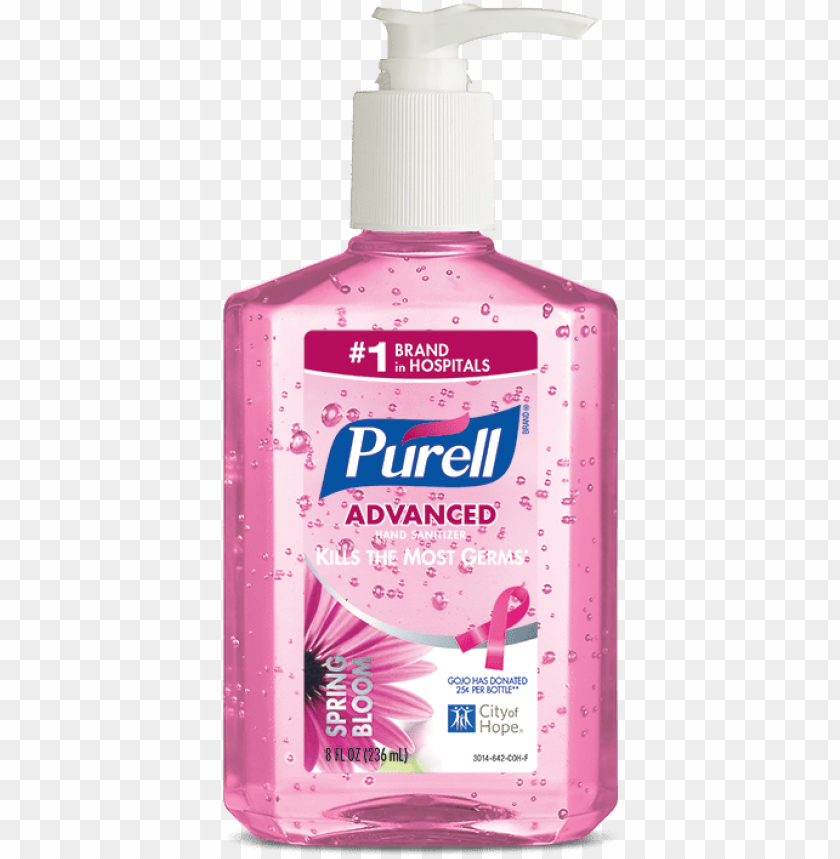 #1 BRAND
in HOSPITALS
Purell
BRAND®
ADVANCED
HAND SANITIZER
KILLS THE MOST GERMS*
SPRING
BLOOM
GOJO HAS DONATED
25¢ PER BOTTLE**
City of
Hope®
8 FL OZ (236 mL)
3014-642-COH-F